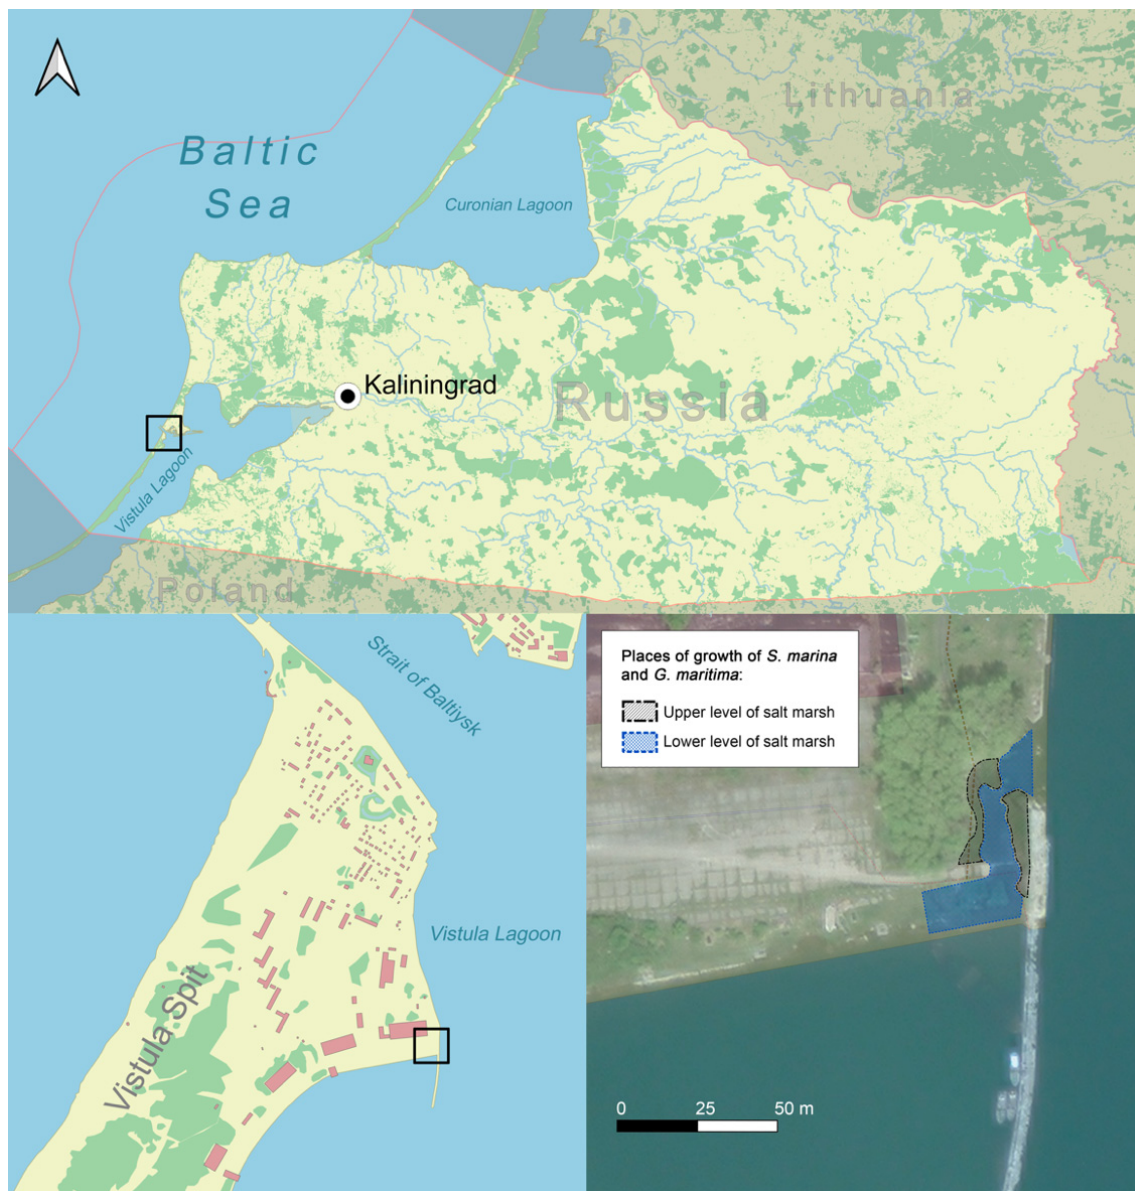 Lithuania
Baltic
Sea
Curonian Lagoon
Kaliningrad
Russia
Vistula Lagoon
Poland
Strait of Baltiysk
Vistula Lagoon
Vistula Spit
Places of growth of S. marina
and G. maritima:
Upper level of salt marsh
Lower level of salt marsh
0 25 50 m